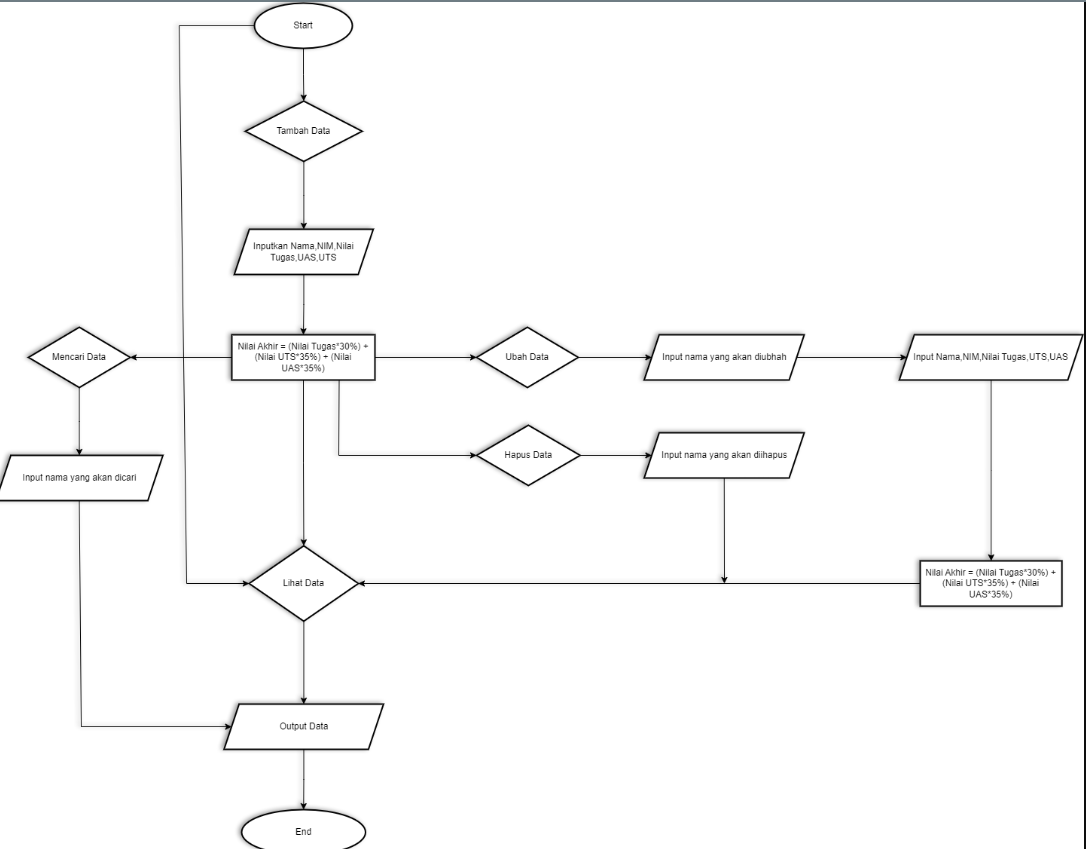 Start
Tambah Data
Inputkan Nama,NIM,Nilai
Tugas,UAS,UTS
Mencari Data
Nilai Akhir = (Nilai Tugas*30%) +
(Nilai UTS*35%) + (Nilai
UAS*35%)
Ubah Data
Input nama yang akan diubhah
Input Nama,NIM,Nilai Tugas,UTS,UAS
Hapus Data
Input nama yang akan diihapus
Input nama yang akan dicari
Lihat Data
Nilai Akhir = (Nilai Tugas*30%) +
(Nilai UTS*35%) + (Nilai
UAS*35%)
Output Data
End